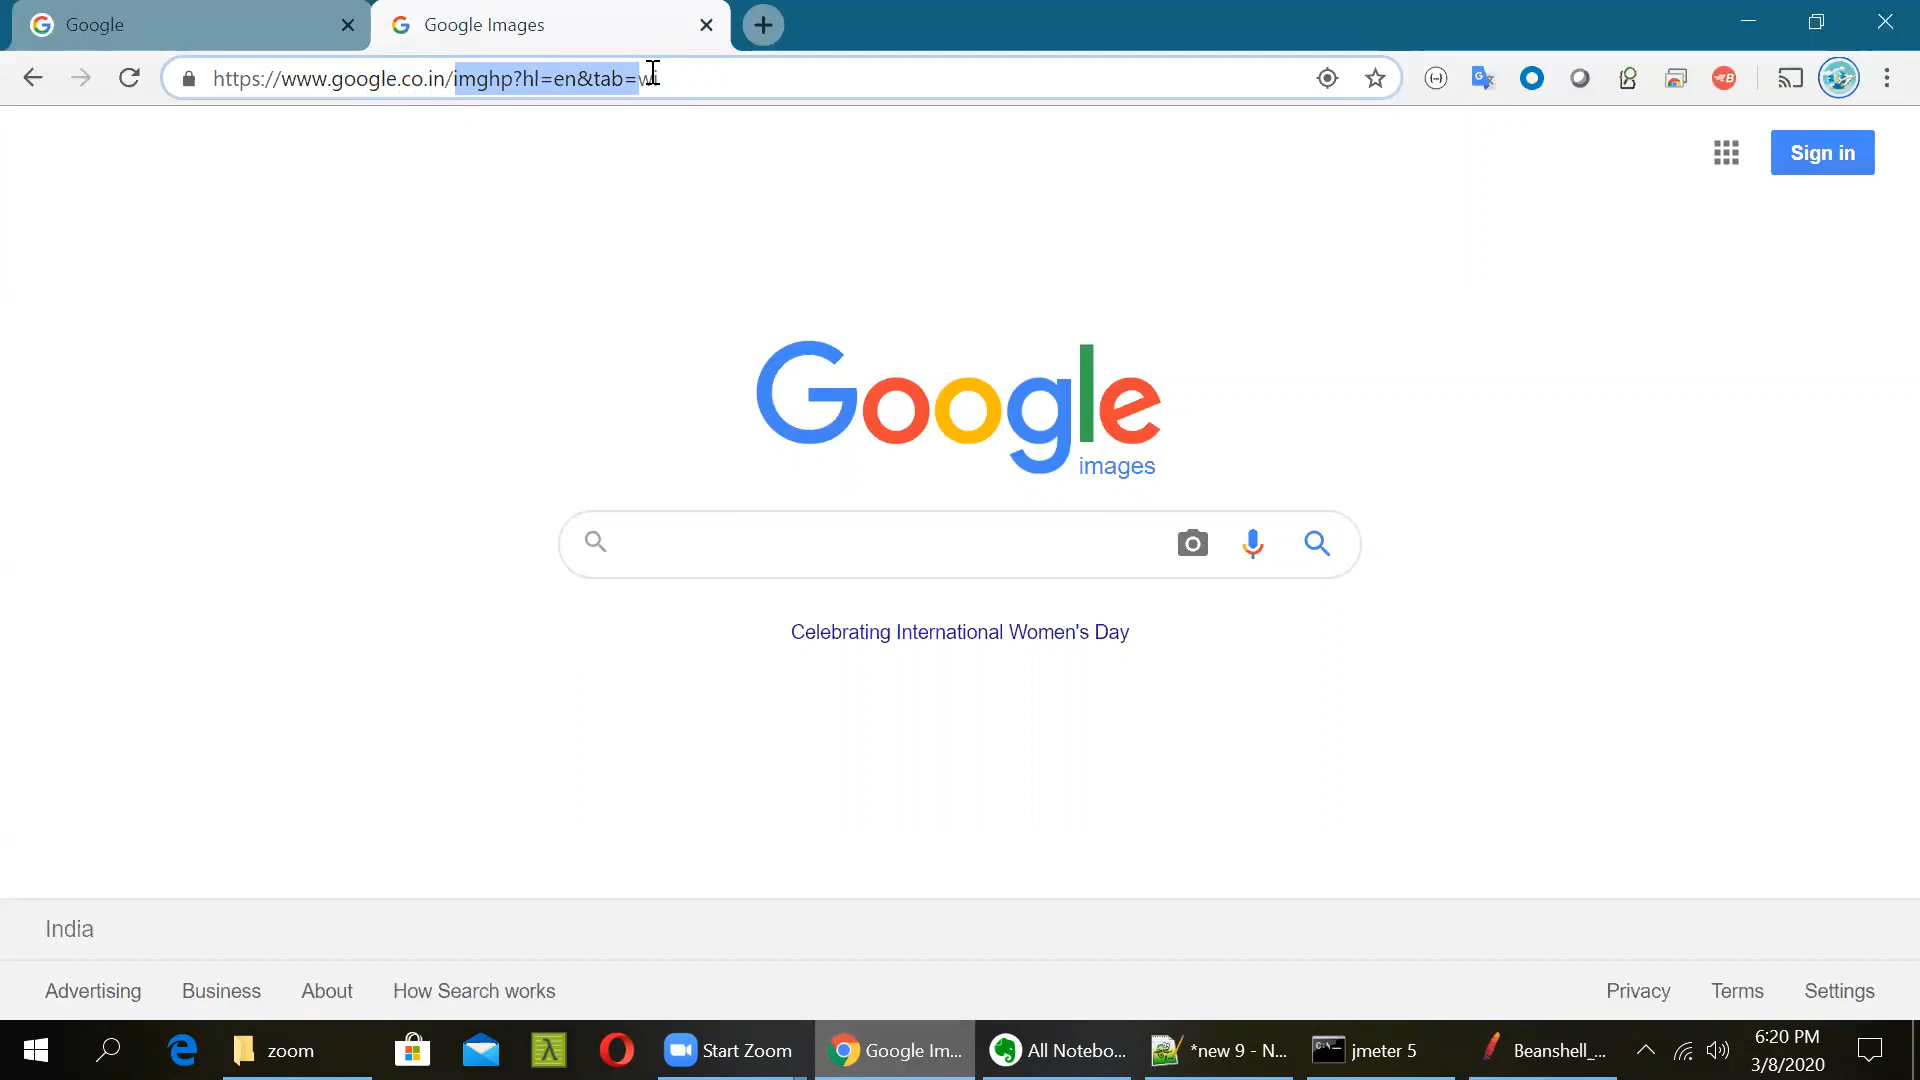 Google
Google Images
https://www.google.co.in/imghp?hl=en&tab=wi
Sign in
Google
images
Celebrating International Women's Day
India
Advertising Business About How Search works
Privacy Terms Settings
zoom
Start Zoom
Google Im...
All Notebo...
*new 9 - N...
jmeter 5
Beanshell_...
6:20 PM
3/8/2020